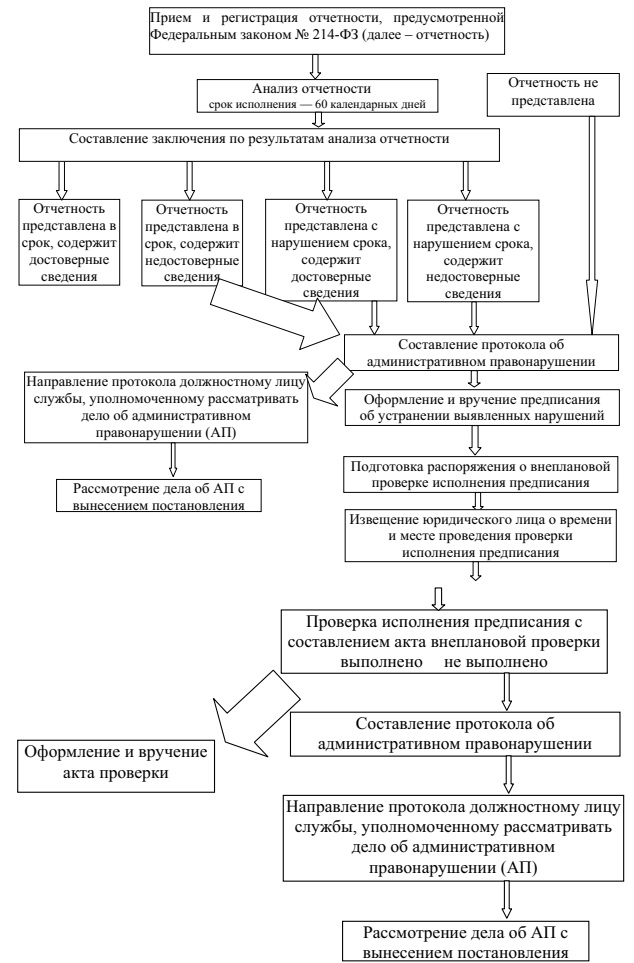 Прием и регистрация отчетности, предусмотренной
Федеральным законом № 214-ФЗ (далее – отчетность)
Анализ отчетности
срок исполнения — 60 календарных дней
Отчетность не
представлена
Составление заключения по результатам анализа отчетности
Отчетность
представлена в
срок, содержит
достоверные
сведения
Отчетность
представлена в
срок, содержит
недостоверные
сведения
Отчетность
представлена с
нарушением срока,
содержит
достоверные
сведения
Отчетность
представлена с
нарушением срока,
содержит
недостоверные
сведения
Составление протокола об
административном правонарушении
Направление протокола должностному лицу
службы, уполномоченному рассматривать
дело об административном
правонарушении (АП)
Оформление и вручение предписания
об устранении выявленных нарушений
Рассмотрение дела об АП с
вынесением постановления
Подготовка распоряжения о внеплановой
проверке исполнения предписания
Извещение юридического лица о времени
и месте проведения проверки
исполнения предписания
Проверка исполнения предписания с
составлением акта внеплановой проверки
выполнено не выполнено
Составление протокола об
административном правонарушении
Оформление и вручение
акта проверки
Направление протокола должностному лицу
службы, уполномоченному рассматривать
дело об административном
правонарушении (АП)
Рассмотрение дела об АП с
вынесением постановления